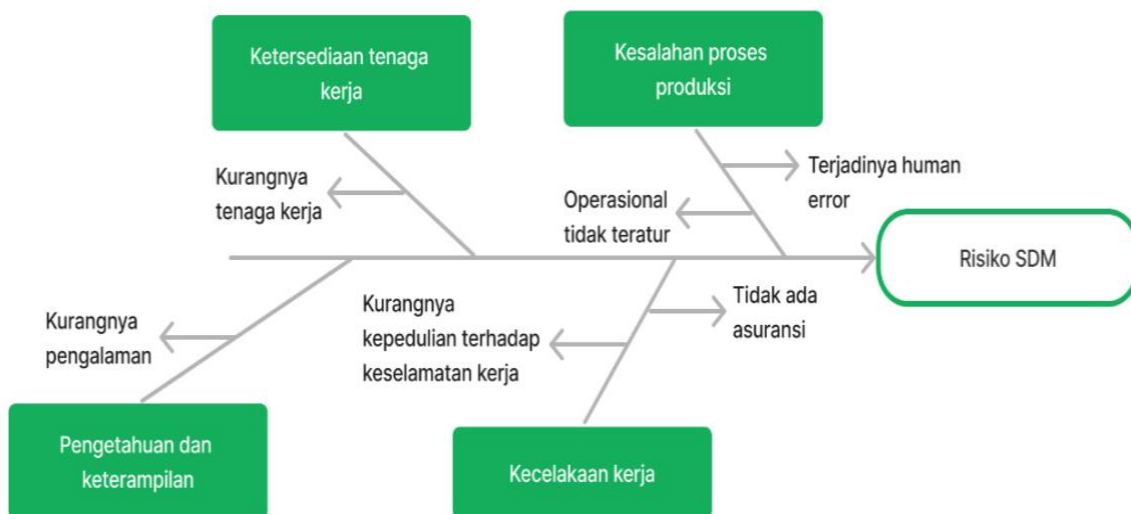 Ketersediaan tenaga
kerja
Kesalahan proses
produksi
Kurangnya
tenaga kerja
Operasional
tidak teratur
Terjadinya human
error
Risiko SDM
Kurangnya
pengalaman
Kurangnya
kepedulian terhadap
keselamatan kerja
Tidak ada
asuransi
Pengetahuan dan
keterampilan
Kecelakaan kerja